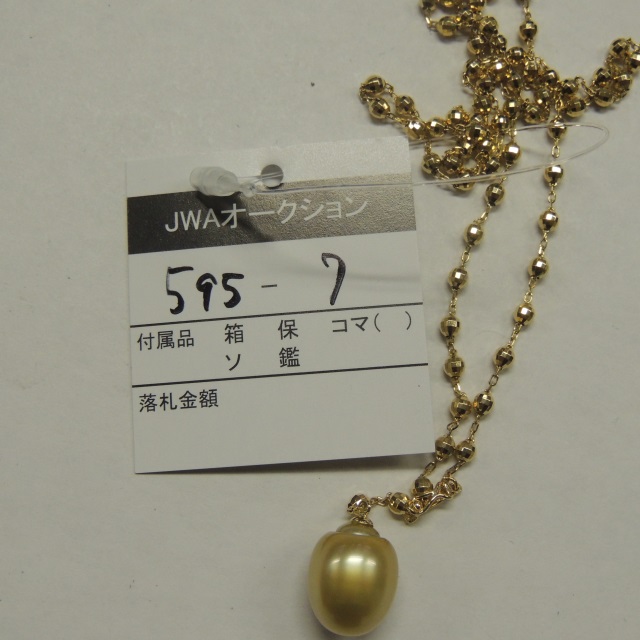 JWAオークション
595-7
付属品 箱 保 コマ( )
ソ 鑑
落札金額